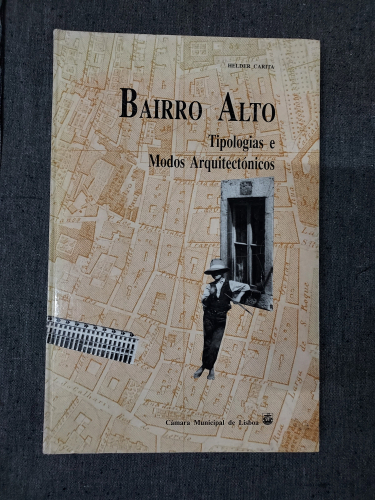 HELDER CARITA
BAIRRO ALTO
Tipologias e
Modos Arquitectónicos
Câmara Municipal de Lisboa